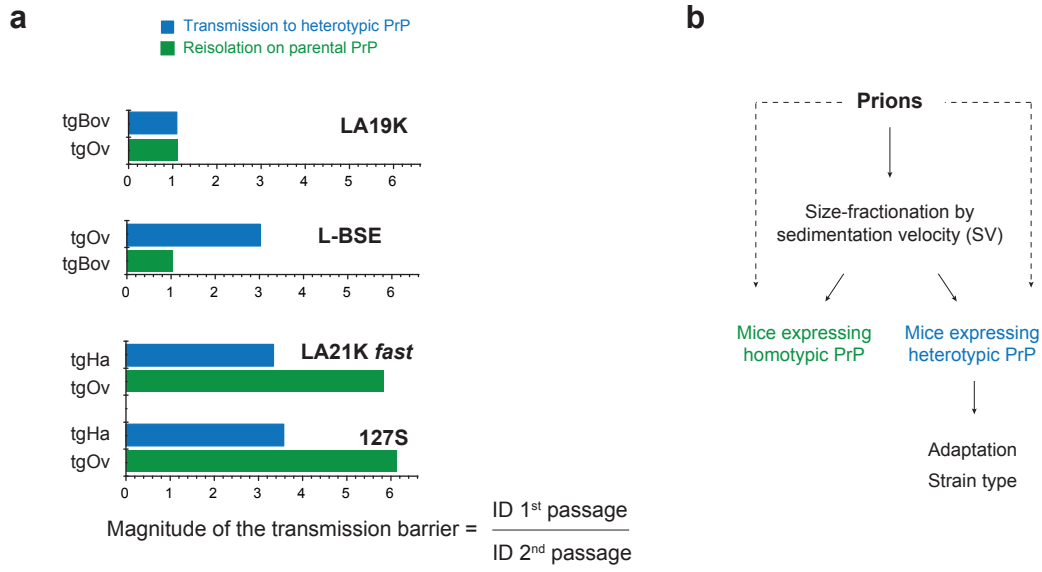 a
Transmission to heterotypic PrP
Reisolation on parental PrP
LA19K
tgBov
tgOv
0 1 2 3 4 5 6
L-BSE
tgOv
tgBov
0 1 2 3 4 5 6
LA21K fast
tgHa
tgOv
127S
tgHa
tgOv
0 1 2 3 4 5 6
Magnitude of the transmission barrier = ID 1st passage
ID 2nd passage
b
Prions
Size-fractionation by
sedimentation velocity (SV)
Mice expressing
homotypic PrP
Mice expressing
heterotypic PrP
Adaptation
Strain type